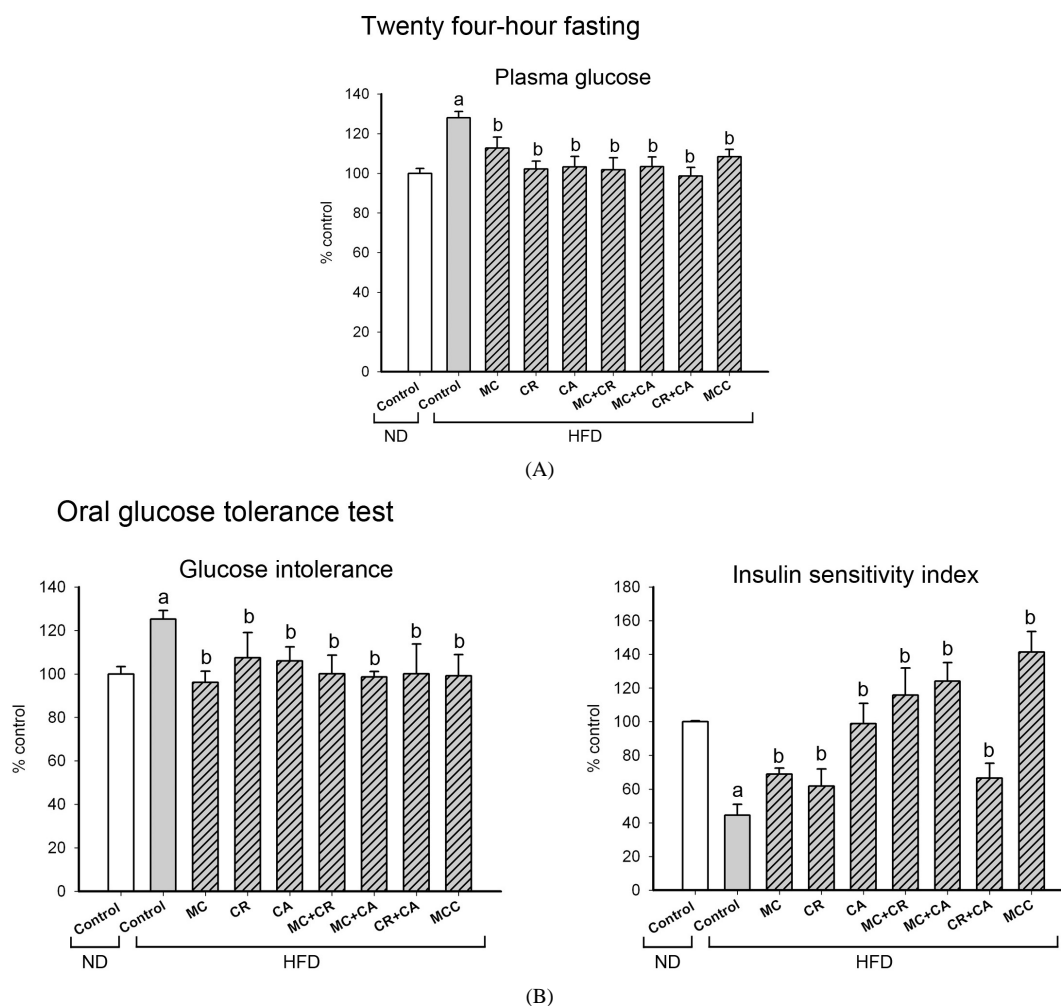 Twenty four-hour fasting
Plasma glucose
140
120
100
80
60
40
20
0
% control
a
b
b
b
b
b
b
b
Control
Control
MC
CR
CA
MC+CR
MC+CA
CR+CA
MCC
ND
HFD
(A)
Oral glucose tolerance test
Glucose intolerance
140
120
100
80
60
40
20
0
% control
a
b
b
b
b
b
b
b
Control
Control
MC
CR
CA
MC+CR
MC+CA
CR+CA
MCC
ND
HFD
Insulin sensitivity index
180
160
140
120
100
80
60
40
20
0
% control
a
b
b
b
b
b
b
b
Control
Control
MC
CR
CA
MC+CR
MC+CA
CR+CA
MCC
ND
HFD
(B)